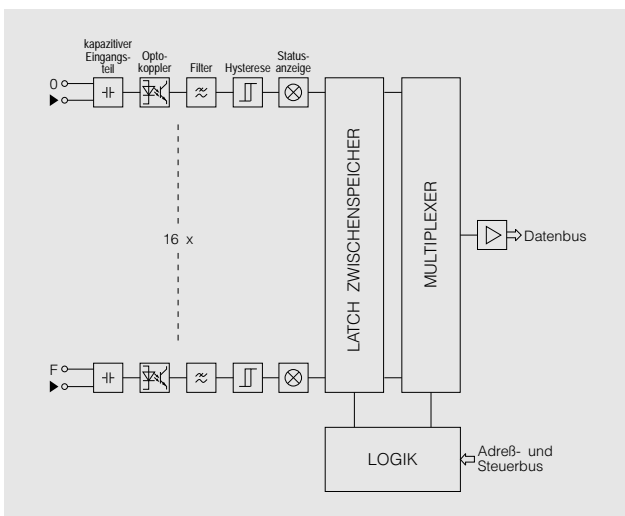 kapazitiver
Eingangs-
teil
Opto-
koppler
Filter
Hysterese
Status-
anzeige
0
16 x
LATCH ZWISCHENSPEICHER
MULTIPLEXER
Datenbus
F
LOGIK
Adreß- und
Steuerbus